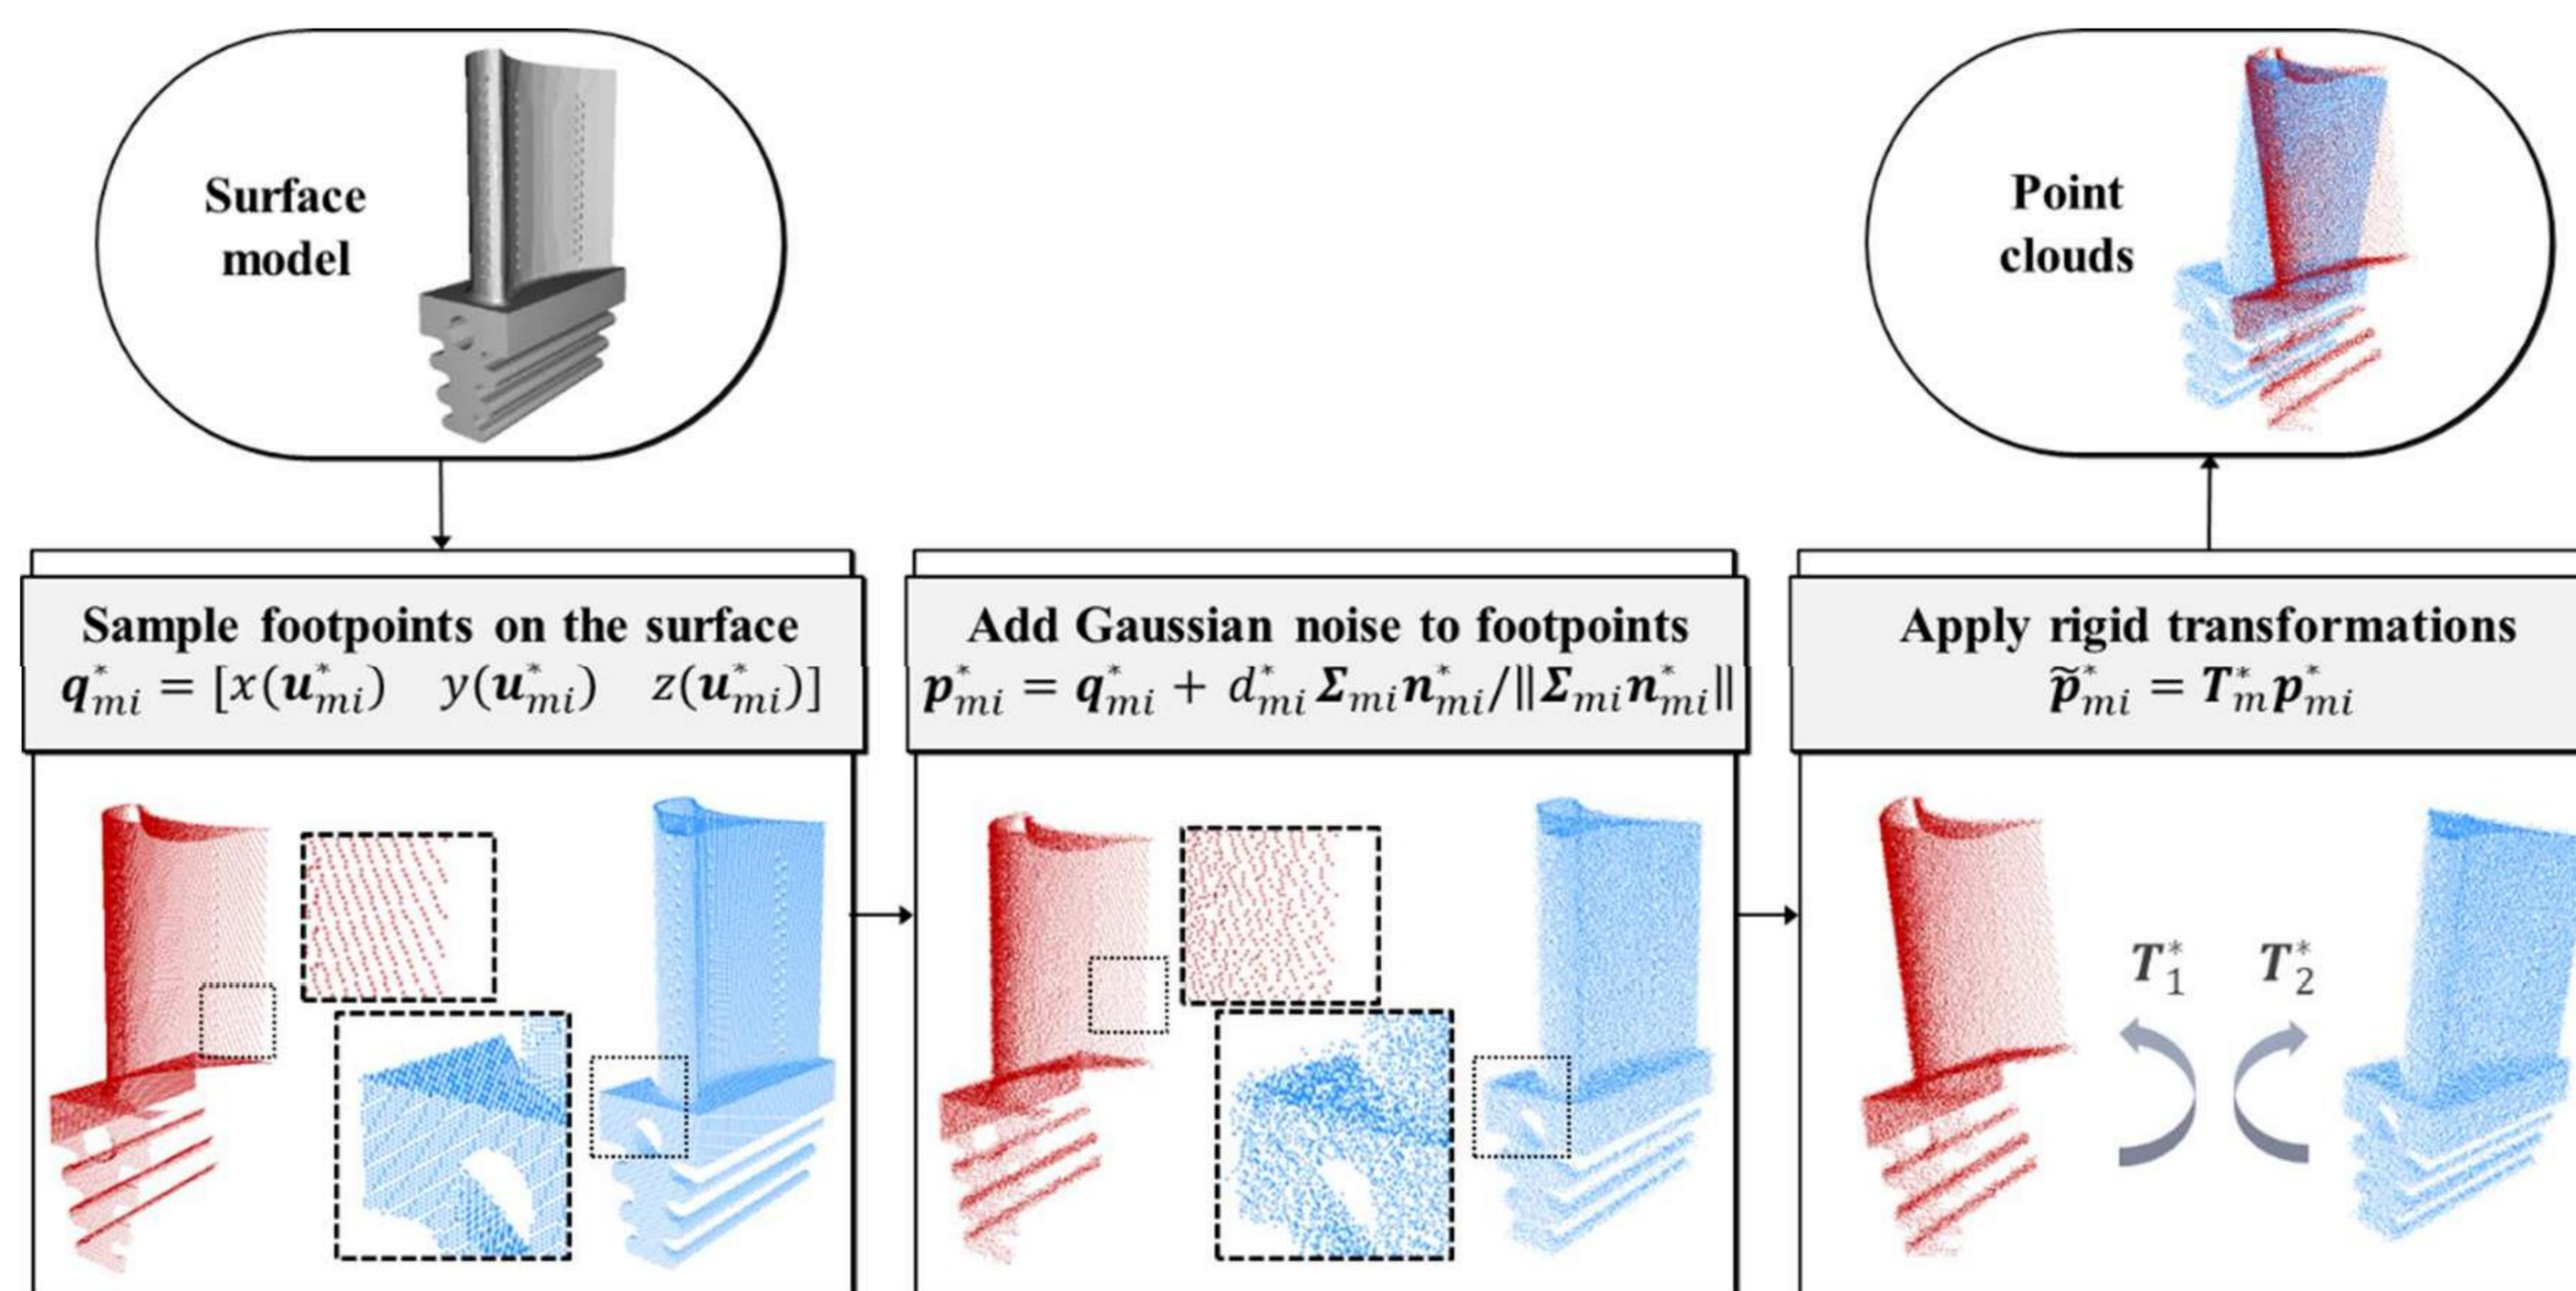 Surface
model
Point
clouds
Sample footpoints on the surface
q*mi = [x(u*mi) y(u*mi) z(u*mi)]
Add Gaussian noise to footpoints
p*mi = q*mi + d*mi Σmi n*mi/‖Σmi n*mi‖
Apply rigid transformations
p̃*mi = T*m p*mi
T*1 T*2